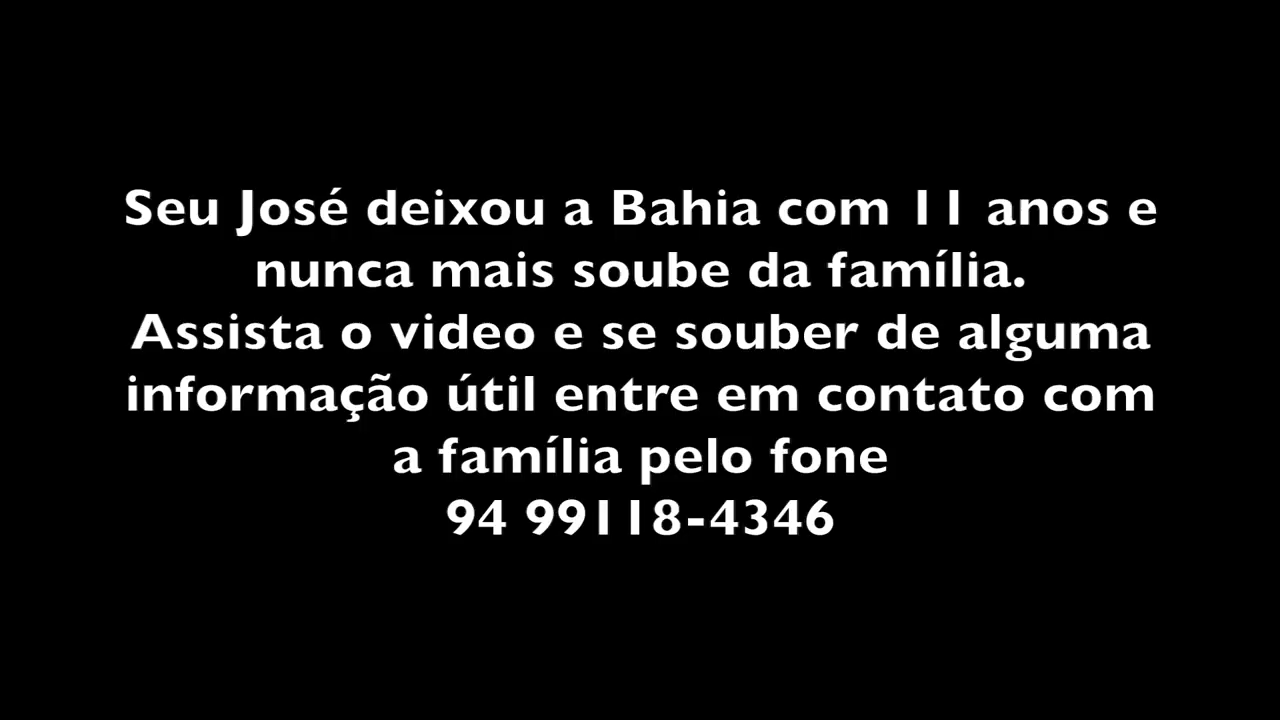 Seu José deixou a Bahia com 11 anos e
nunca mais soube da família.
Assista o video e se souber de alguma
informação útil entre em contato com
a família pelo fone
94 99118-4346